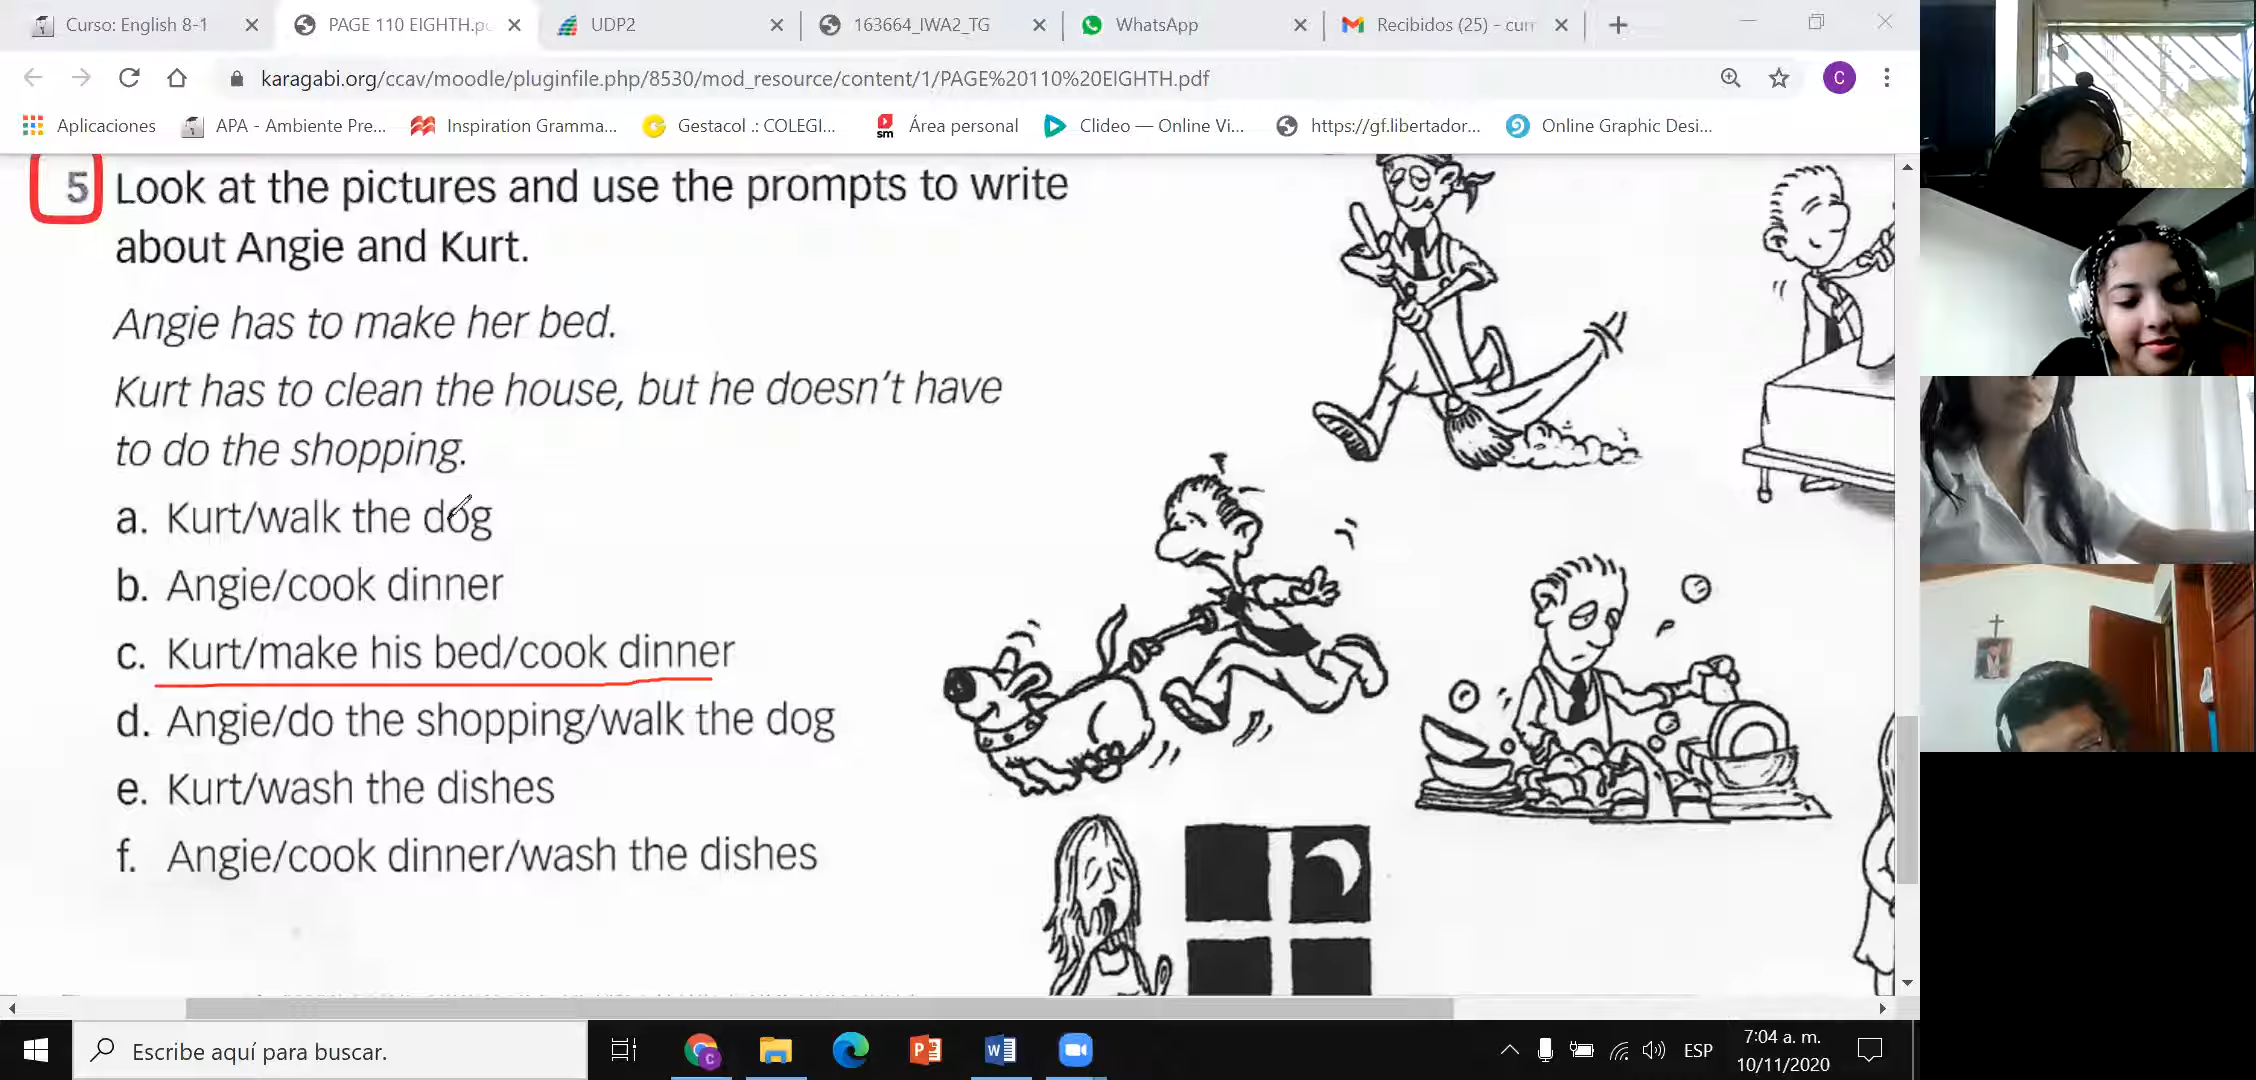 Curso: English 8-1
PAGE 110 EIGHTH.pd
UDP2
163664_IWA2_TG
WhatsApp
Recibidos (25) - cum
karagabi.org/ccav/moodle/pluginfile.php/8530/mod_resource/content/1/PAGE%20110%20EIGHTH.pdf
C
Aplicaciones
APA - Ambiente Pre...
Inspiration Gramma...
Gestacol .: COLEGI...
sm
Área personal
Clideo — Online Vi...
https://gf.libertador...
Online Graphic Desi...
5 Look at the pictures and use the prompts to write
about Angie and Kurt.
Angie has to make her bed.
Kurt has to clean the house, but he doesn't have
to do the shopping.
a. Kurt/walk the dog
b. Angie/cook dinner
c. Kurt/make his bed/cook dinner
d. Angie/do the shopping/walk the dog
e. Kurt/wash the dishes
f. Angie/cook dinner/wash the dishes
Escribe aquí para buscar.
ESP
7:04 a. m.
10/11/2020